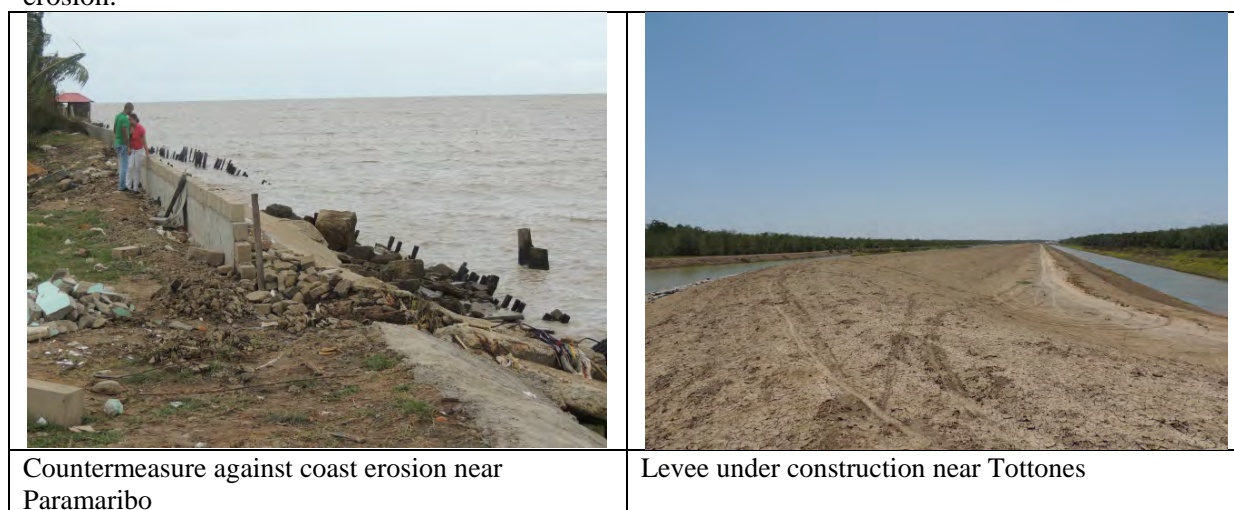 erosion.
Countermeasure against coast erosion near
Paramaribo
Levee under construction near Tottones